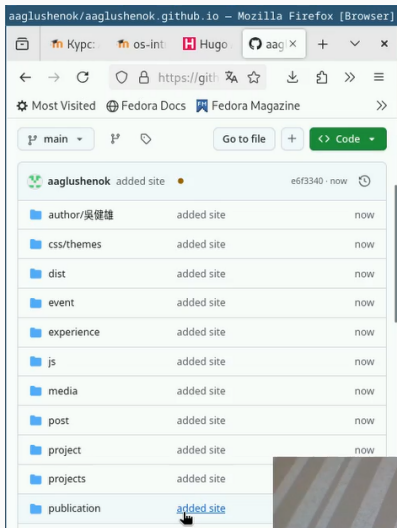 aaglushenok/aaglushenok.github.io — Mozilla Firefox [Browser]
Курс:
os-int
Hugo
aag
https://gith
Most Visited
Fedora Docs
Fedora Magazine
main
Go to file
Code
aaglushenok added site
e6f3340 · now
author/吳健雄 added site now
css/themes added site now
dist added site now
event added site now
experience added site now
js added site now
media added site now
post added site now
project added site now
projects added site
publication added site